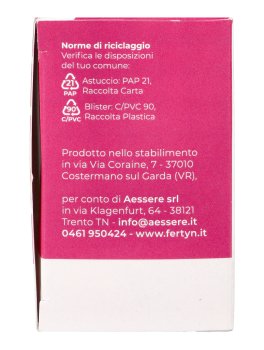 Norme di riciclaggio
Verifica le disposizioni
del tuo comune:
21
PAP
Astuccio: PAP 21,
Raccolta Carta
90
C/PVC
Blister: C/PVC 90,
Raccolta Plastica
Prodotto nello stabilimento
in via Via Coraine, 7 - 37010
Costermano sul Garda (VR),
per conto di Aessere srl
in via Klagenfurt, 64 - 38121
Trento TN - info@aessere.it
0461 950424 - www.fertyn.it